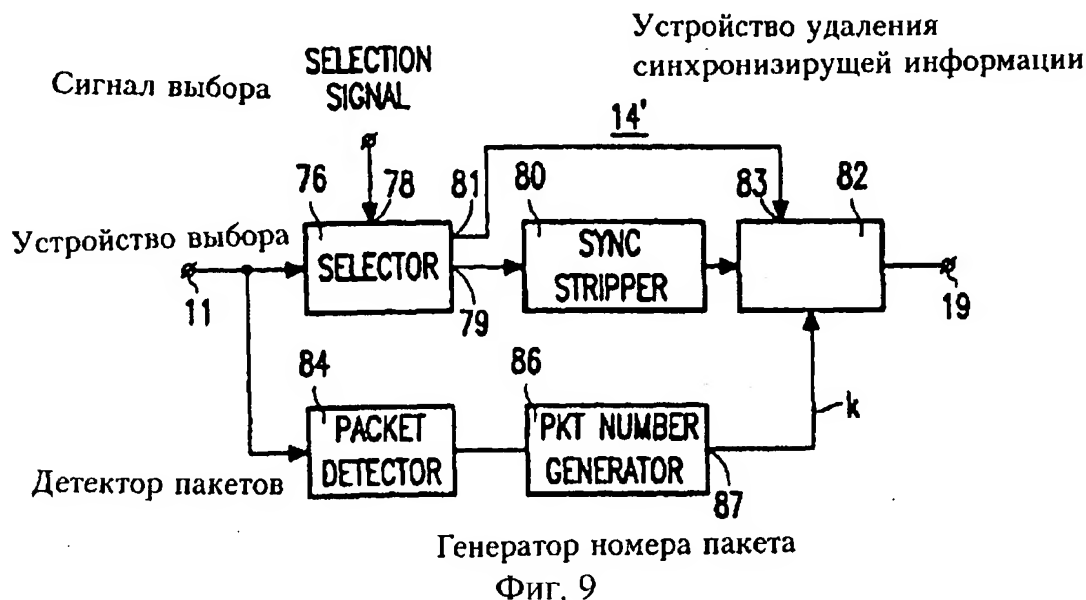 Устройство удаления
синхронизирущей информации
Сигнал выбора
SELECTION
SIGNAL
14'
76
78
81
80
83
82
Устройство выбора
SELECTOR
SYNC
STRIPPER
11
79
19
84
86
k
PACKET
DETECTOR
PKT NUMBER
GENERATOR
Детектор пакетов
87
Генератор номера пакета
Фиг. 9